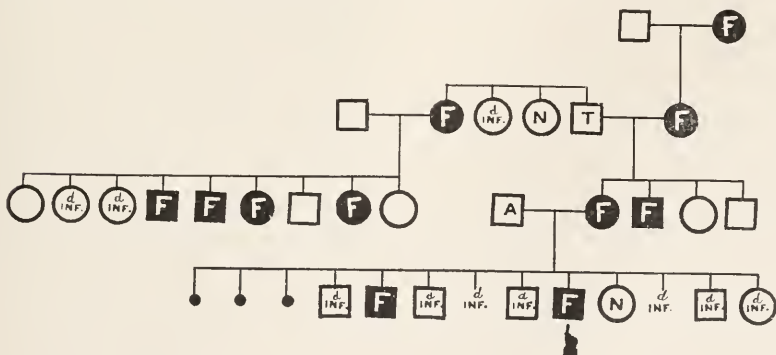 F
F d INF. N T F
d INF. d INF. F F F F A F F
d INF. F d INF. d INF. d INF. F N d INF. d INF. d INF.